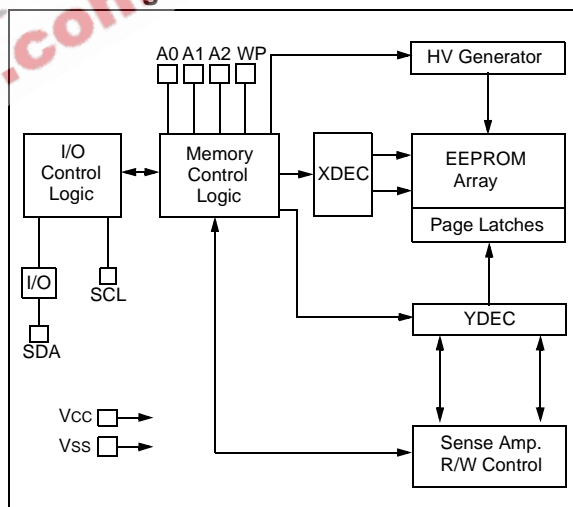 .com
A0 A1 A2 WP
HV Generator
I/O
Control
Logic
Memory
Control
Logic
XDEC
EEPROM
Array
Page Latches
I/O
SCL
SDA
YDEC
Vcc
Vss
Sense Amp.
R/W Control